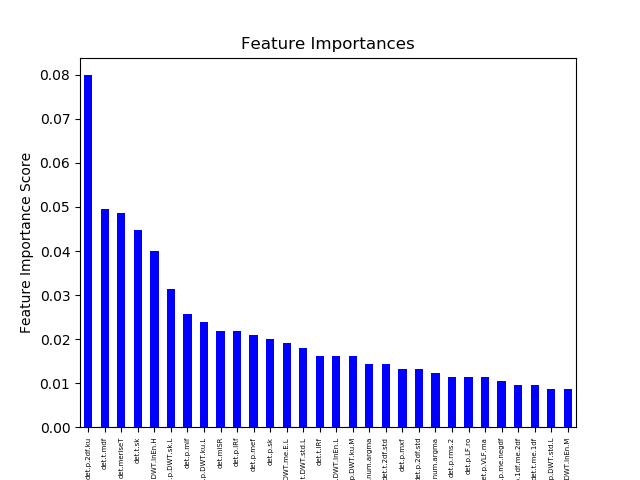 Feature Importances
Feature Importance Score
0.08
0.07
0.06
0.05
0.04
0.03
0.02
0.01
0.00
det.p.2df.ku
det.t.mdf
det.meriseT
det.t.sk
DWT.lnEn.H
.p.DWT.sk.L
det.p.mif
.p.DWT.ku.L
det.mISR
det.p.IRf
det.p.mef
det.p.sk
DWT.me.E.L
t.DWT.std.L
det.t.IRf
DWT.lnEn.L
p.DWT.ku.M
num.argma
det.t.2df.std
det.p.mxf
det.p.2df.std
num.argma
det.p.rms.2
det.p.LF.ro
et.p.VLF.ma
.p.me.negdf
.1df.me.2df
det.t.me.1df
p.DWT.std.L
DWT.lnEn.M